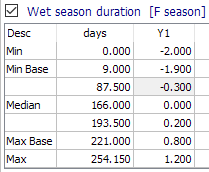 Wet season duration [F season]
Desc days Y1
Min 0.000 -2.000
Min Base 9.000 -1.900
87.500 -0.300
Median 166.000 0.000
193.500 0.200
Max Base 221.000 0.800
Max 254.150 1.200